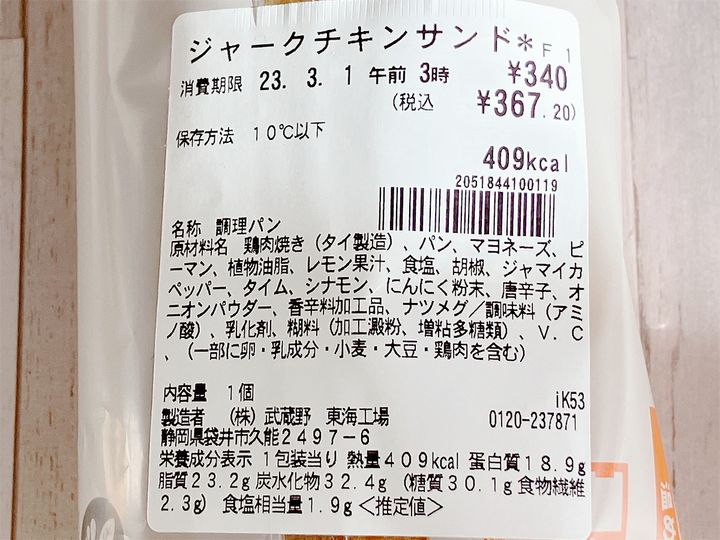 ジャークチキンサンド＊ F 1
消費期限 23. 3. 1 午前 3時 ¥340
(税込 ¥367.20)
保存方法 10℃以下
409kcal
2051844100119
名称 調理パン
原材料名 鶏肉焼き（タイ製造）、パン、マヨネーズ、ピ
ーマン、植物油脂、レモン果汁、食塩、胡椒、ジャマイカ
ペッパー、タイム、シナモン、にんにく粉末、唐辛子、オ
ニオンパウダー、香辛料加工品、ナツメグ／調味料（アミ
ノ酸）、乳化剤、糊料（加工澱粉、増粘多糖類）、Ｖ．Ｃ
、（一部に卵・乳成分・小麦・大豆・鶏肉を含む）
内容量 １個 iK53
製造者 （株）武蔵野 東海工場 0120-237871
静岡県袋井市久能２４９７－６
栄養成分表示 １包装当り 熱量４０９kcal 蛋白質１８.９g
脂質２３.２g 炭水化物３２.４g（糖質３０.１g 食物繊維
２.３g） 食塩相当量１.９g＜推定値＞